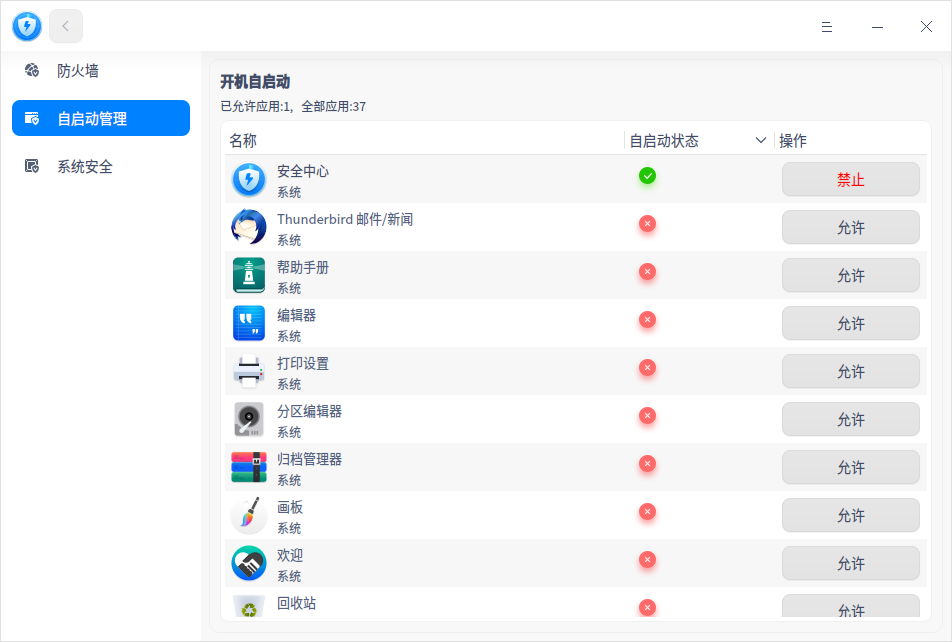 防火墙
自启动管理
系统安全
开机自启动
已允许应用:1, 全部应用:37
名称 自启动状态 操作
安全中心
系统
禁止
Thunderbird 邮件/新闻
系统
允许
帮助手册
系统
允许
编辑器
系统
允许
打印设置
系统
允许
分区编辑器
系统
允许
归档管理器
系统
允许
画板
系统
允许
欢迎
系统
允许
回收站
允许